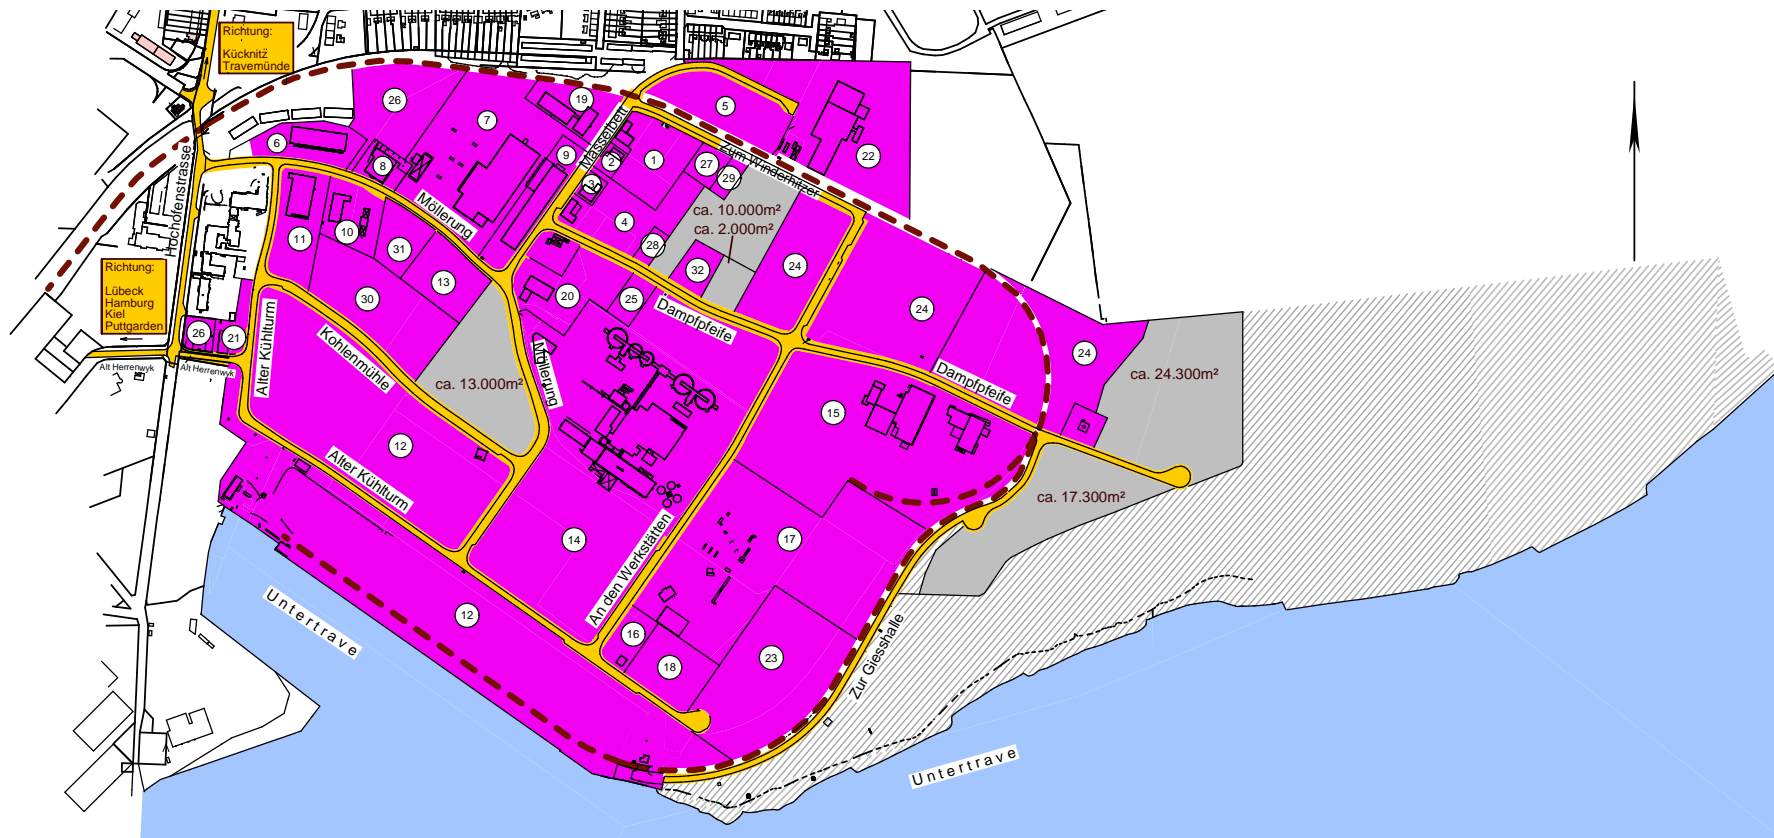 Richtung:
Kücknitz
Travemünde
Richtung:
Lübeck
Hamburg
Kiel
Puttgarden
Hochofenstrasse
Alt Herrenwyk
Alt Herrenwyk
26
19
7
5
6
8
9
2
1
27
29
22
3
Masselbett
Zum Winderhitzer
Möllerung
ca. 10.000m²
ca. 2.000m²
4
28
32
24
11
10
31
13
30
20
25
24
24
26
21
Alter Kühlturm
Kohlenmühle
Möllerung
Dampfpfeife
Dampfpfeife
ca. 13.000m²
ca. 24.300m²
15
12
Alter Kühlturm
ca. 17.300m²
14
17
An den Werkstätten
12
16
18
23
Zur Giesshalle
Untertrave
Untertrave